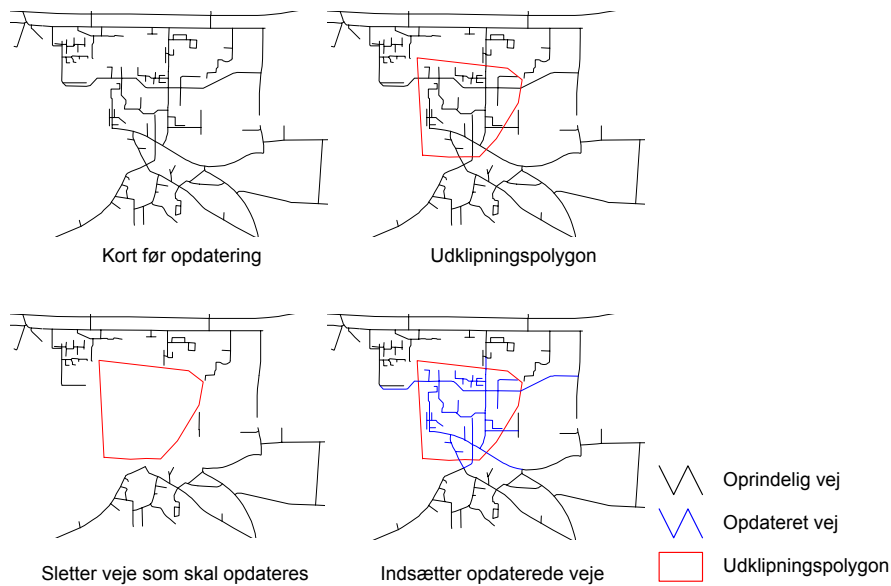 Kort før opdatering
Udklipningspolygon
Sletter veje som skal opdateres
Indsætter opdaterede veje
Oprindelig vej
Opdateret vej
Udklipningspolygon